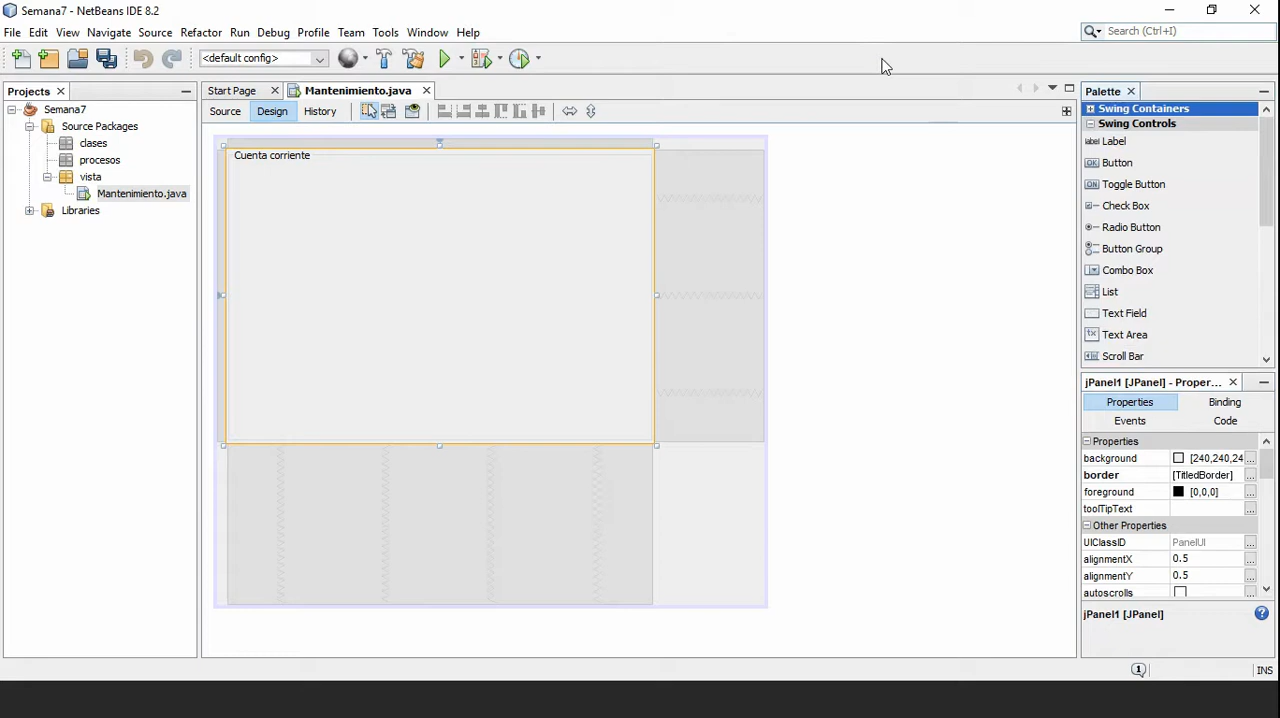 Semana7 - NetBeans IDE 8.2
File Edit View Navigate Source Refactor Run Debug Profile Team Tools Window Help
Search (Ctrl+I)
<default config>
Projects
Semana7
Source Packages
clases
procesos
vista
Mantenimiento.java
Libraries
Start Page
Mantenimiento.java
Source Design History
Cuenta corriente
Palette
Swing Containers
Swing Controls
label Label
OK Button
ON Toggle Button
Check Box
Radio Button
Button Group
Combo Box
List
Text Field
tx Text Area
Scroll Bar
jPanel1 [JPanel] - Proper...
Properties Binding
Events Code
Properties
background [240,240,24 ...
border [TitledBorder] ...
foreground [0,0,0] ...
toolTipText ...
Other Properties
UIClassID PanelUI ...
alignmentX 0.5 ...
alignmentY 0.5 ...
autoscrolls ...
jPanel1 [JPanel]
1 INS